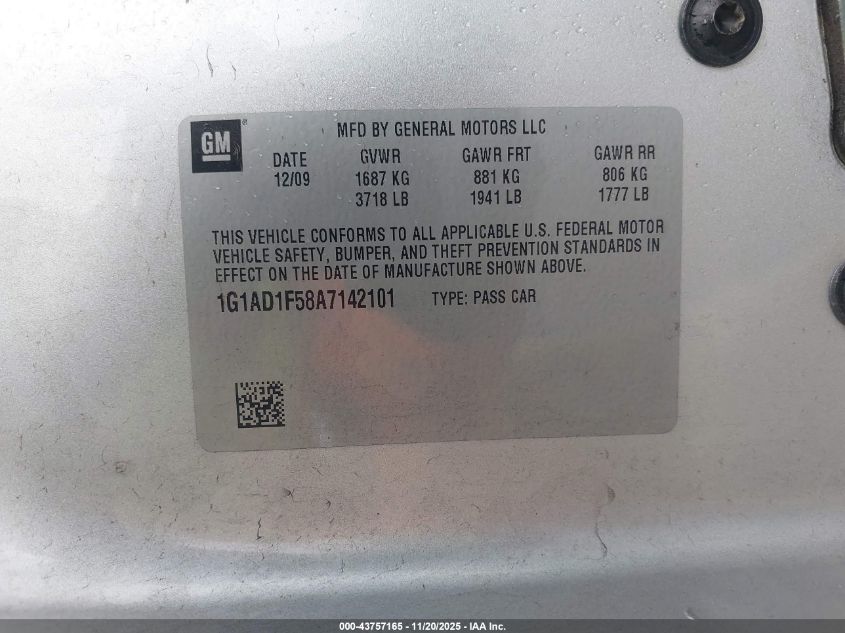 GM
MFD BY GENERAL MOTORS LLC
DATE GVWR GAWR FRT GAWR RR
12/09 1687 KG 881 KG 806 KG
3718 LB 1941 LB 1777 LB
THIS VEHICLE CONFORMS TO ALL APPLICABLE U.S. FEDERAL MOTOR
VEHICLE SAFETY, BUMPER, AND THEFT PREVENTION STANDARDS IN
EFFECT ON THE DATE OF MANUFACTURE SHOWN ABOVE.
1G1AD1F58A7142101 TYPE: PASS CAR
000-43757165 - 11/20/2025 - IAA Inc.